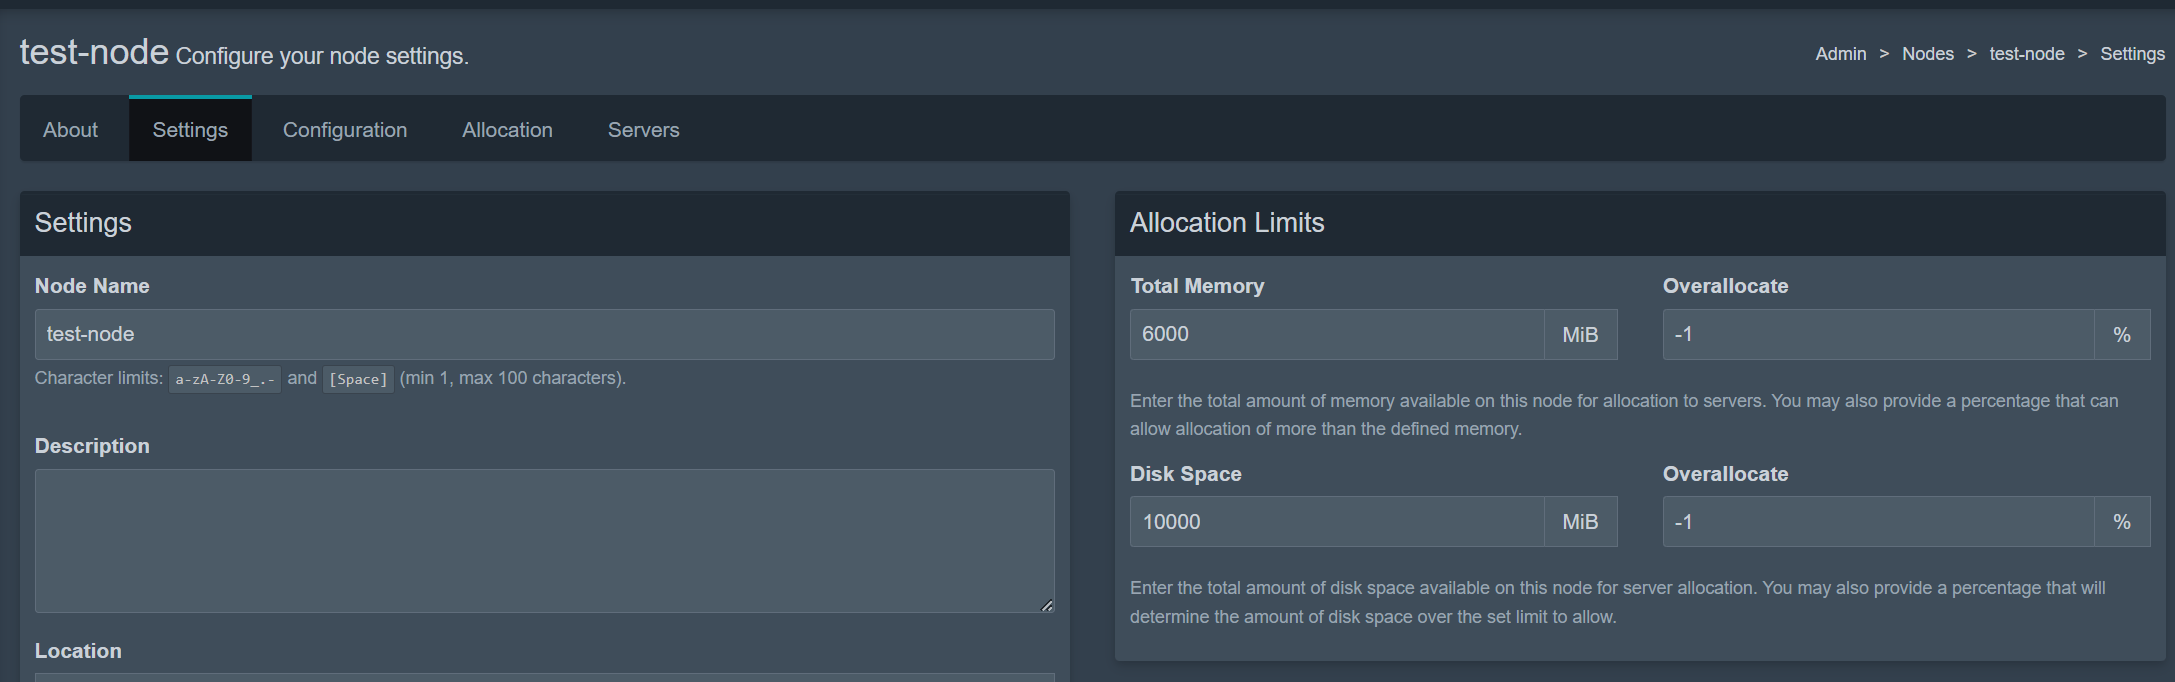 test-node Configure your node settings.
Admin > Nodes > test-node > Settings
About Settings Configuration Allocation Servers
Settings
Node Name
test-node
Character limits: a-zA-Z0-9_.- and [Space] (min 1, max 100 characters).
Description
Location
Allocation Limits
Total Memory Overallocate
6000 MiB -1 %
Enter the total amount of memory available on this node for allocation to servers. You may also provide a percentage that can
allow allocation of more than the defined memory.
Disk Space Overallocate
10000 MiB -1 %
Enter the total amount of disk space available on this node for server allocation. You may also provide a percentage that will
determine the amount of disk space over the set limit to allow.